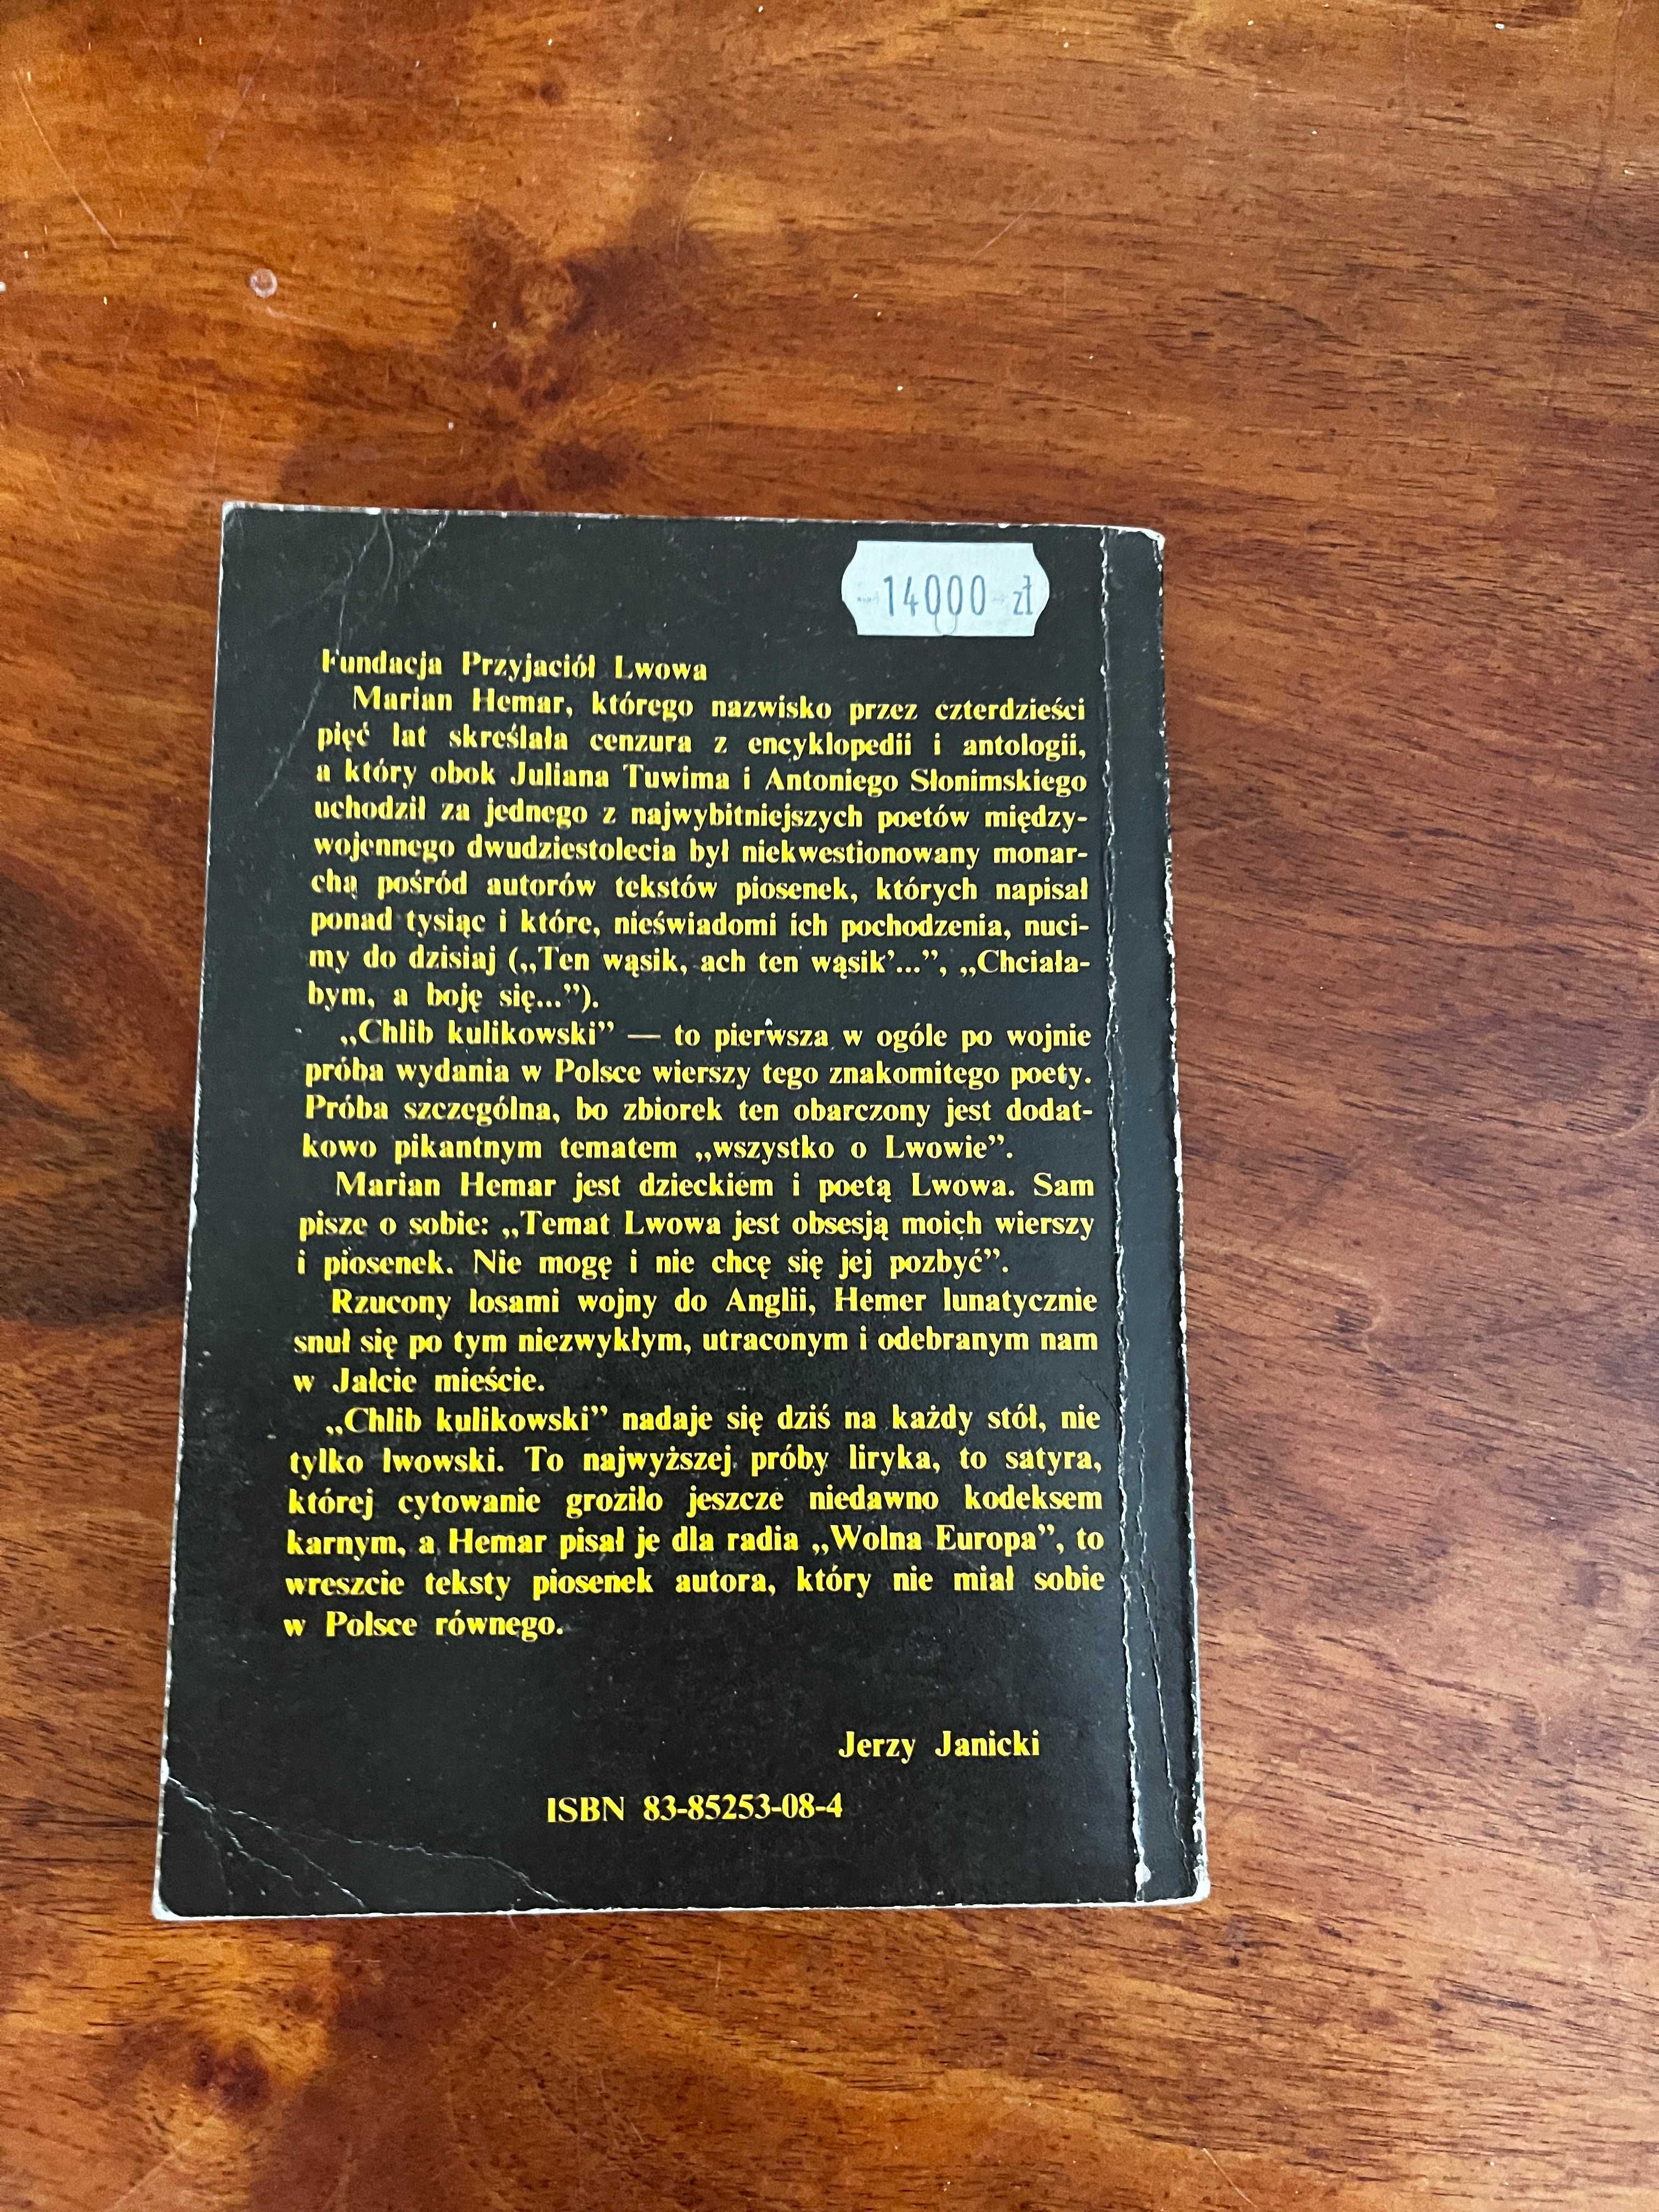 14000 zł
Fundacja Przyjaciół Lwowa
Marian Hemar, którego nazwisko przez czterdzieści
pięć lat skreślała cenzura z encyklopedii i antologii,
a który obok Juliana Tuwima i Antoniego Słonimskiego
uchodził za jednego z najwybitniejszych poetów między-
wojennego dwudziestolecia był niekwestionowany monar-
chą pośród autorów tekstów piosenek, których napisał
ponad tysiąc i które, nieświadomi ich pochodzenia, nuci-
my do dzisiaj („Ten wąsik, ach ten wąsik’...”, „Chciała-
bym, a boję się...”).
„Chlib kulikowski” — to pierwsza w ogóle po wojnie
próba wydania w Polsce wierszy tego znakomitego poety.
Próba szczególna, bo zbiorek ten obarczony jest dodat-
kowo pikantnym tematem „wszystko o Lwowie”.
Marian Hemar jest dzieckiem i poetą Lwowa. Sam
pisze o sobie: „Temat Lwowa jest obsesją moich wierszy
i piosenek. Nie mogę i nie chcę się jej pozbyć”.
Rzucony losami wojny do Anglii, Hemer lunatycznie
snuł się po tym niezwykłym, utraconym i odebranym nam
w Jałcie mieście.
„Chlib kulikowski” nadaje się dziś na każdy stół, nie
tylko lwowski. To najwyższej próby liryka, to satyra,
której cytowanie groziło jeszcze niedawno kodeksem
karnym, a Hemar pisał je dla radia „Wolna Europa”, to
wreszcie teksty piosenek autora, który nie miał sobie
w Polsce równego.
Jerzy Janicki
ISBN 83-85253-08-4